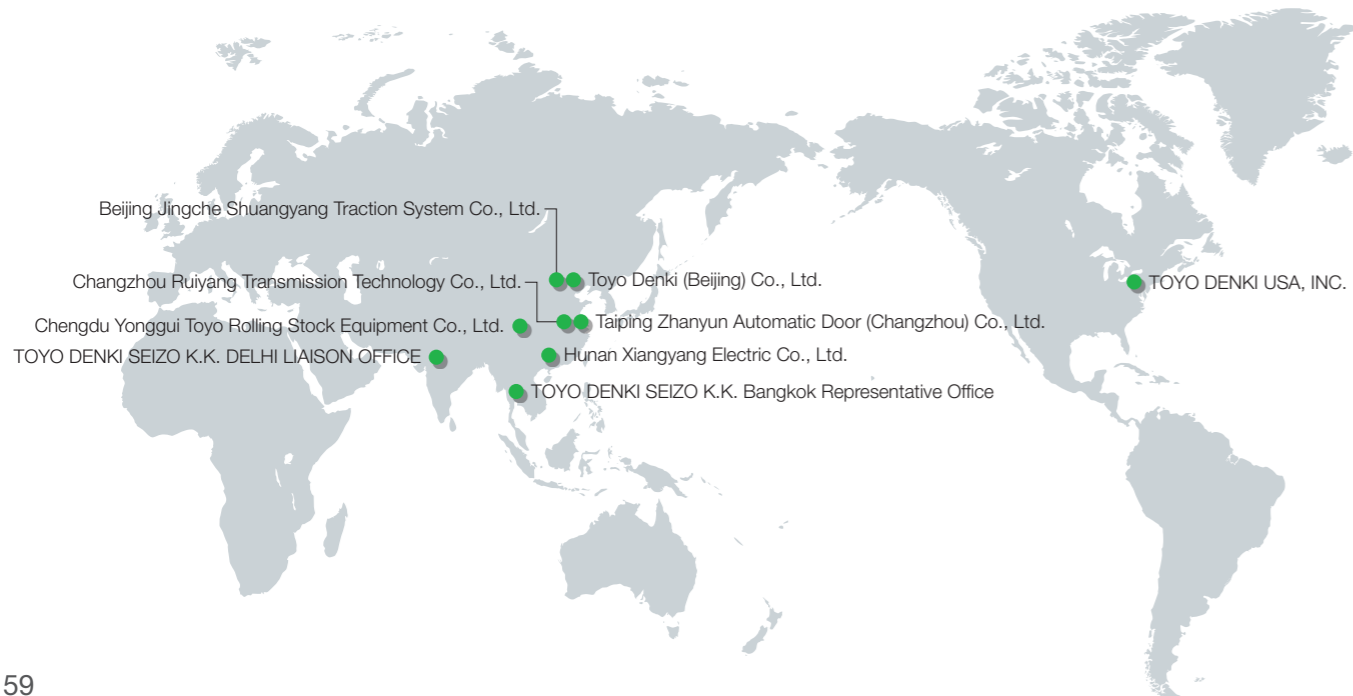 Beijing Jingche Shuangyang Traction System Co., Ltd.
Changzhou Ruiyang Transmission Technology Co., Ltd.
Toyo Denki (Beijing) Co., Ltd.
TOYO DENKI USA, INC.
Chengdu Yonggui Toyo Rolling Stock Equipment Co., Ltd.
Taiping Zhanyun Automatic Door (Changzhou) Co., Ltd.
TOYO DENKI SEIZO K.K. DELHI LIAISON OFFICE
Hunan Xiangyang Electric Co., Ltd.
TOYO DENKI SEIZO K.K. Bangkok Representative Office
59